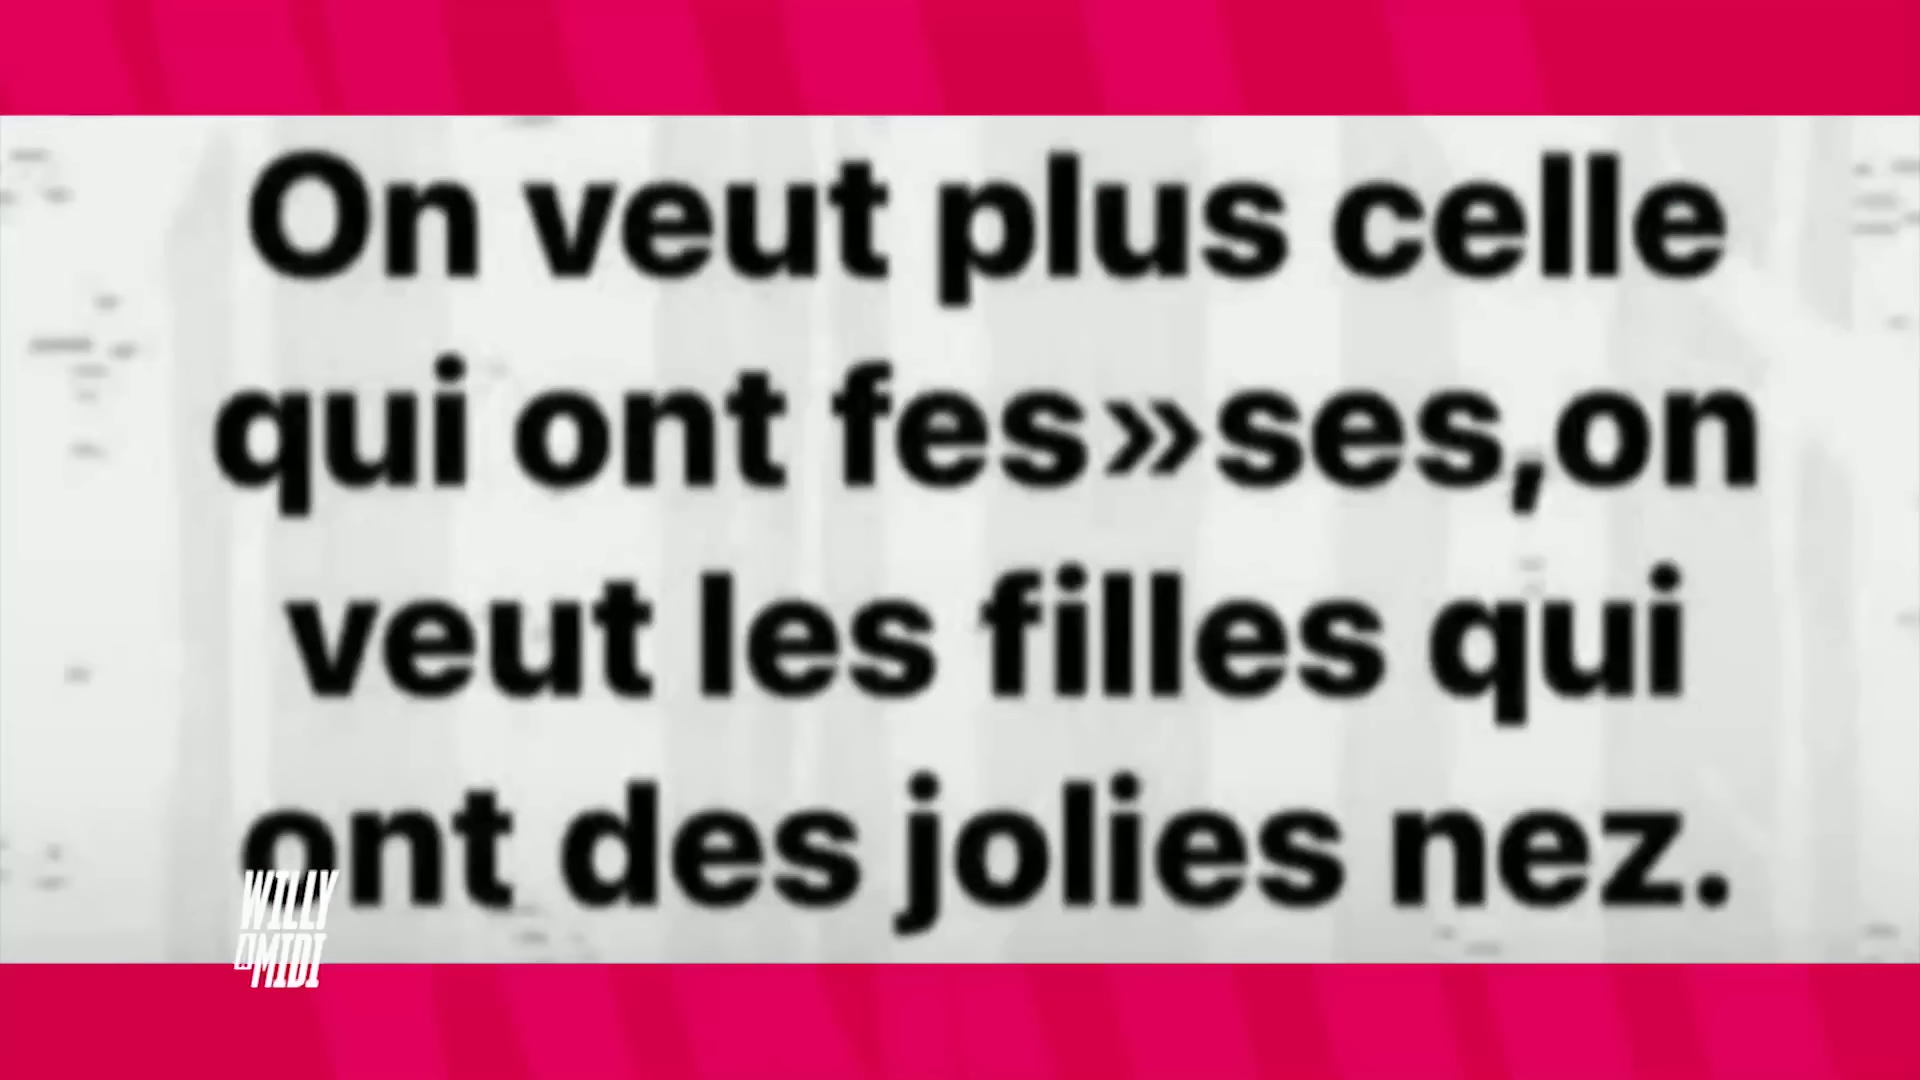 On veut plus celle
qui ont fes»ses,on
veut les filles qui
ont des jolies nez.
WILLY
MIDI